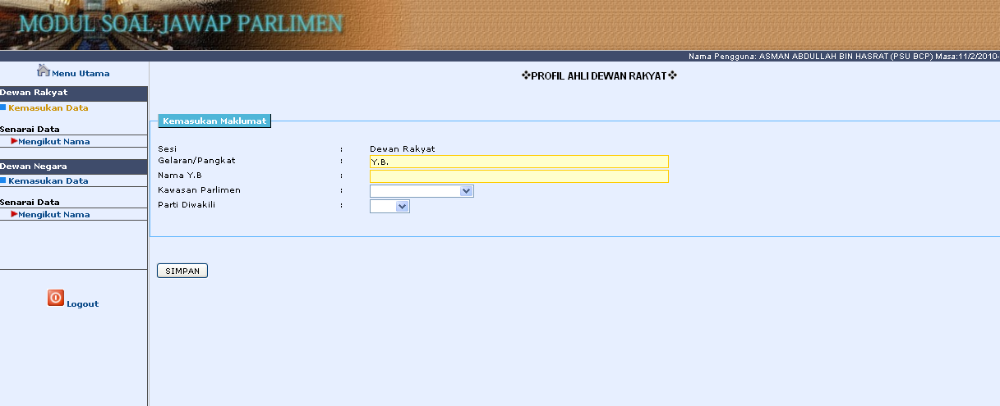 MODUL SOAL JAWAP PARLIMEN
Nama Pengguna: ASMAN ABDULLAH BIN HASRAT (PSU BCP) Masa:11/2/2010-
Menu Utama
Dewan Rakyat
Kemasukan Data
Senarai Data
Mengikut Nama
Dewan Negara
Kemasukan Data
Senarai Data
Mengikut Nama
Logout
❖PROFIL AHLI DEWAN RAKYAT❖
Kemasukan Maklumat
Sesi : Dewan Rakyat
Gelaran/Pangkat : Y.B.
Nama Y.B :
Kawasan Parlimen :
Parti Diwakili :
SIMPAN